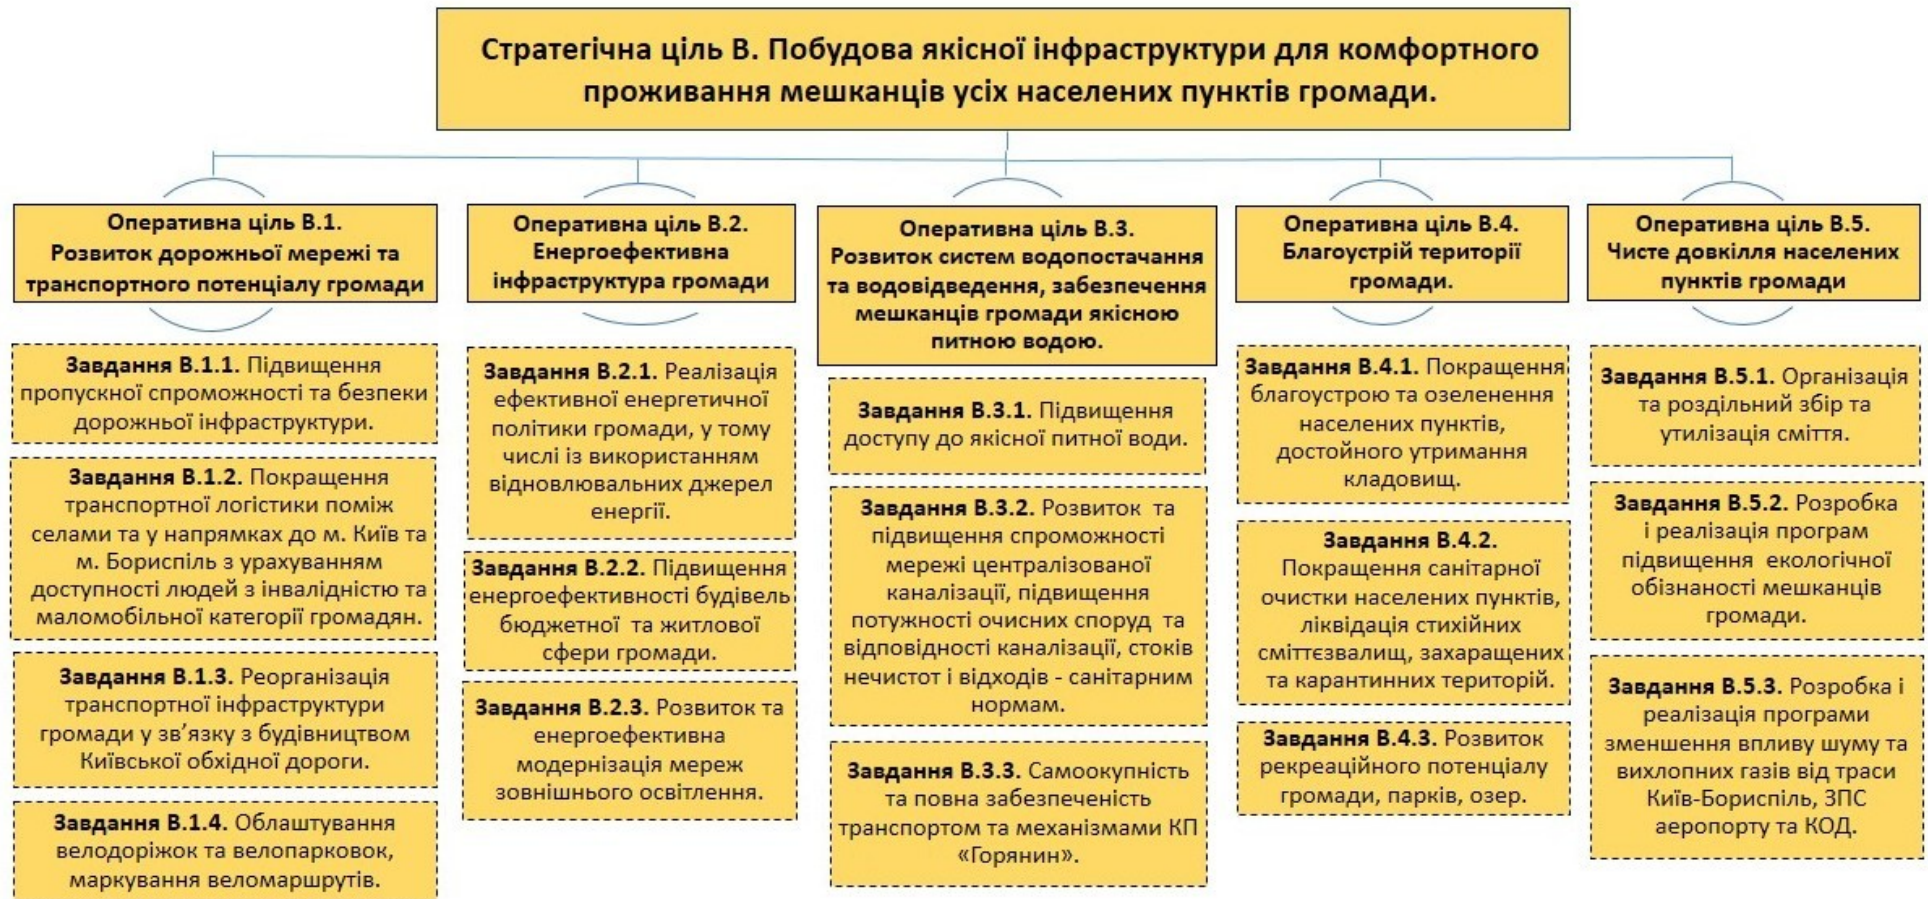 Стратегічна ціль В. Побудова якісної інфраструктури для комфортного
проживання мешканців усіх населених пунктів громади.
Оперативна ціль В.1.
Розвиток дорожньої мережі та
транспортного потенціалу громади
Завдання В.1.1. Підвищення
пропускної спроможності та безпеки
дорожньої інфраструктури.
Завдання В.1.2. Покращення
транспортної логістики поміж
селами та у напрямках до м. Київ та
м. Бориспіль з урахуванням
доступності людей з інвалідністю та
маломобільної категорії громадян.
Завдання В.1.3. Реорганізація
транспортної інфраструктури
громади у зв’язку з будівництвом
Київської обхідної дороги.
Завдання В.1.4. Облаштування
велодоріжок та велопарковок,
маркування веломаршрутів.
Оперативна ціль В.2.
Енергоефективна
інфраструктура громади
Завдання В.2.1. Реалізація
ефективної енергетичної
політики громади, у тому
числі із використанням
відновлювальних джерел
енергії.
Завдання В.2.2. Підвищення
енергоефективності будівель
бюджетної та житлової
сфери громади.
Завдання В.2.3. Розвиток та
енергоефективна
модернізація мереж
зовнішнього освітлення.
Оперативна ціль В.3.
Розвиток систем водопостачання
та водовідведення, забезпечення
мешканців громади якісною
питною водою.
Завдання В.3.1. Підвищення
доступу до якісної питної води.
Завдання В.3.2. Розвиток та
підвищення спроможності
мережі централізованої
каналізації, підвищення
потужності очисних споруд та
відповідності каналізації, стоків
нечистот і відходів - санітарним
нормам.
Завдання В.3.3. Самоокупність
та повна забезпеченість
транспортом та механізмами КП
«Горянин».
Оперативна ціль В.4.
Благоустрій території
громади.
Завдання В.4.1. Покращення
благоустрою та озеленення
населених пунктів,
достойного утримання
кладовищ.
Завдання В.4.2.
Покращення санітарної
очистки населених пунктів,
ліквідація стихійних
сміттєзвалищ, захаращених
та карантинних територій.
Завдання В.4.3. Розвиток
рекреаційного потенціалу
громади, парків, озер.
Оперативна ціль В.5.
Чисте довкілля населених
пунктів громади
Завдання В.5.1. Організація
та роздільний збір та
утилізація сміття.
Завдання В.5.2. Розробка
і реалізація програм
підвищення екологічної
обізнаності мешканців
громади.
Завдання В.5.3. Розробка і
реалізація програми
зменшення впливу шуму та
вихлопних газів від траси
Київ-Бориспіль, ЗПС
аеропорту та КОД.